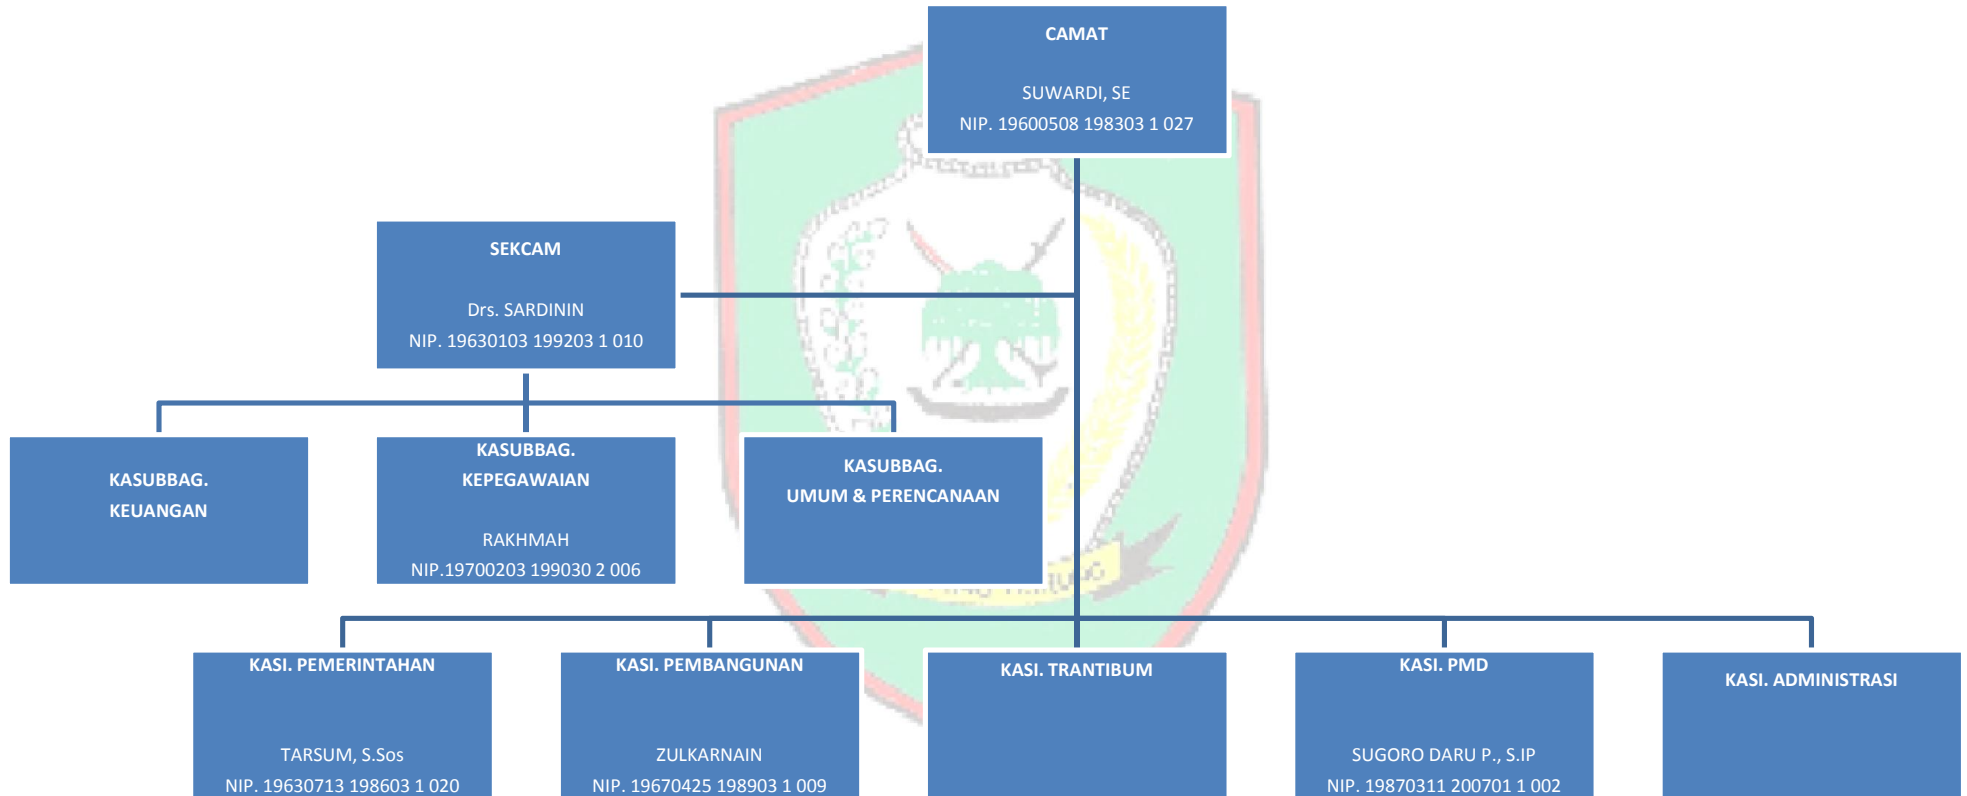 CAMAT
SUWARDI, SE
NIP. 19600508 198303 1 027
SEKCAM
Drs. SARDININ
NIP. 19630103 199203 1 010
KASUBBAG.
KEUANGAN
KASUBBAG.
KEPEGAWAIAN
RAKHMAH
NIP.19700203 199030 2 006
KASUBBAG.
UMUM & PERENCANAAN
KASI. PEMERINTAHAN
TARSUM, S.Sos
NIP. 19630713 198603 1 020
KASI. PEMBANGUNAN
ZULKARNAIN
NIP. 19670425 198903 1 009
KASI. TRANTIBUM
KASI. PMD
SUGORO DARU P., S.IP
NIP. 19870311 200701 1 002
KASI. ADMINISTRASI